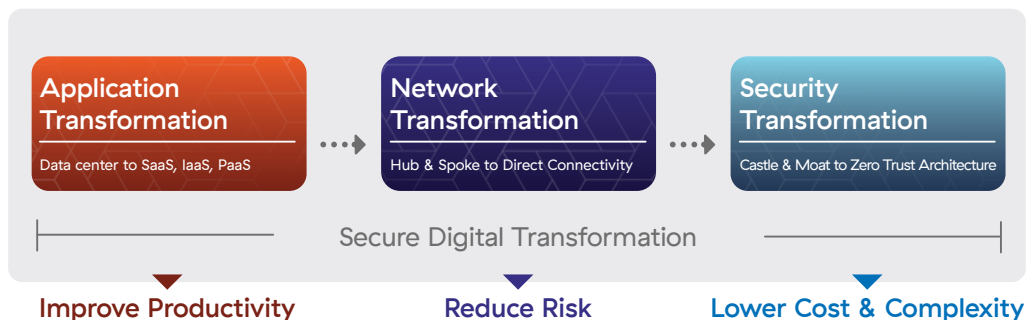 Application
Transformation
Data center to SaaS, IaaS, PaaS
Network
Transformation
Hub & Spoke to Direct Connectivity
Security
Transformation
Castle & Moat to Zero Trust Architecture
Secure Digital Transformation
Improve Productivity
Reduce Risk
Lower Cost & Complexity